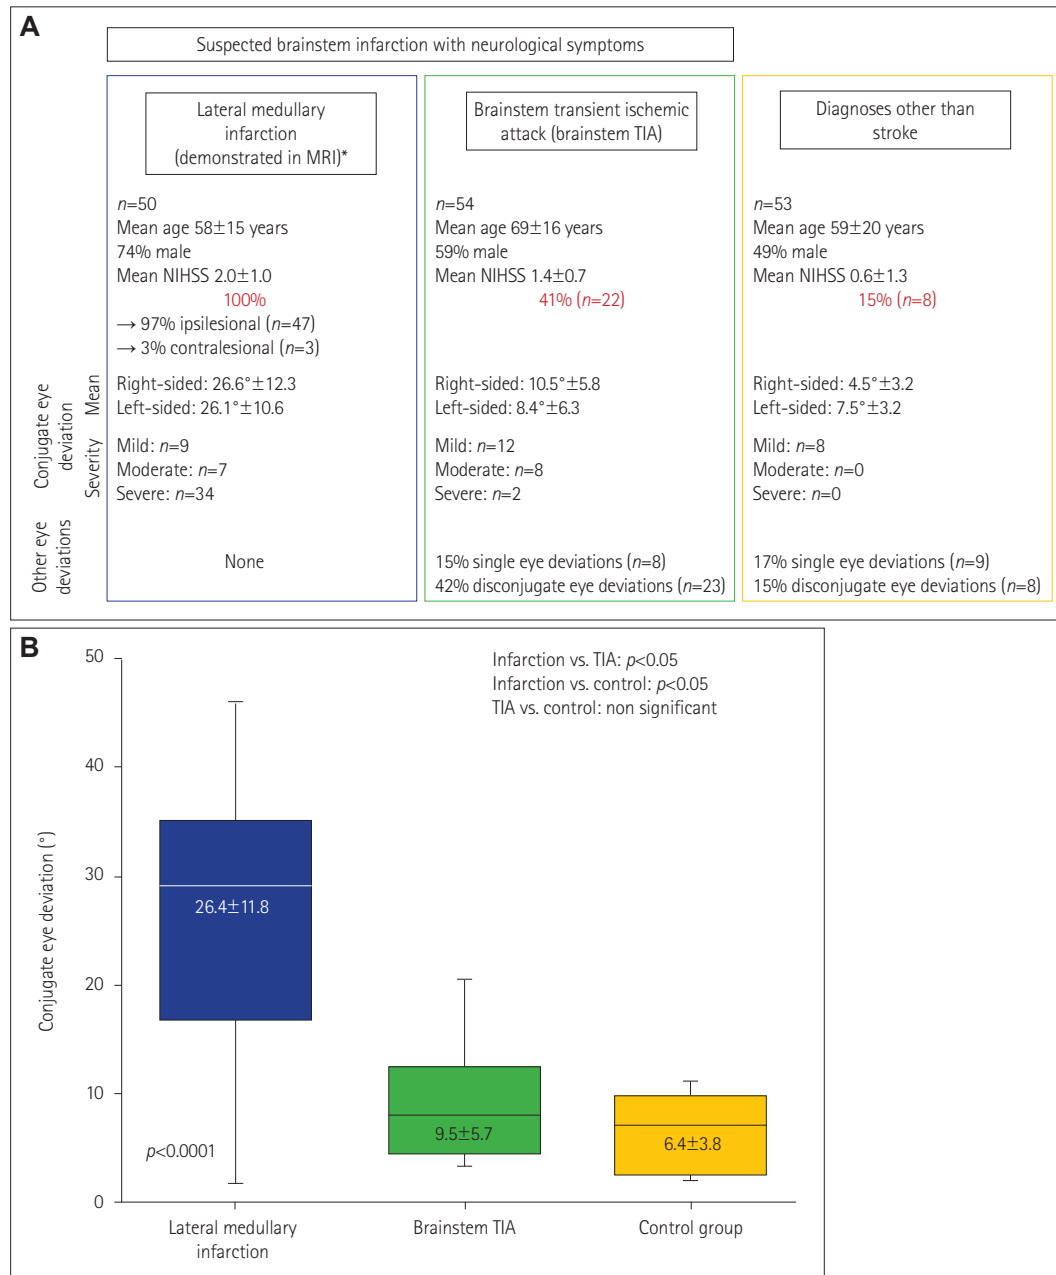 A
Suspected brainstem infarction with neurological symptoms
Lateral medullary
infarction
(demonstrated in MRI)*
n=50
Mean age 58±15 years
74% male
Mean NIHSS 2.0±1.0
100%
→ 97% ipsilesional (n=47)
→ 3% contralesional (n=3)
Right-sided: 26.6°±12.3
Left-sided: 26.1°±10.6
Mild: n=9
Moderate: n=7
Severe: n=34
None
Brainstem transient ischemic
attack (brainstem TIA)
n=54
Mean age 69±16 years
59% male
Mean NIHSS 1.4±0.7
41% (n=22)
Right-sided: 10.5°±5.8
Left-sided: 8.4°±6.3
Mild: n=12
Moderate: n=8
Severe: n=2
15% single eye deviations (n=8)
42% disconjugate eye deviations (n=23)
Diagnoses other than
stroke
n=53
Mean age 59±20 years
49% male
Mean NIHSS 0.6±1.3
15% (n=8)
Right-sided: 4.5°±3.2
Left-sided: 7.5°±3.2
Mild: n=8
Moderate: n=0
Severe: n=0
17% single eye deviations (n=9)
15% disconjugate eye deviations (n=8)
Conjugate eye
deviation
Mean
Severity
Other eye
deviations
B
Infarction vs. TIA: p<0.05
Infarction vs. control: p<0.05
TIA vs. control: non significant
Conjugate eye deviation (°)
50
40
30
20
10
0
26.4±11.8
9.5±5.7
6.4±3.8
p<0.0001
Lateral medullary
infarction
Brainstem TIA
Control group